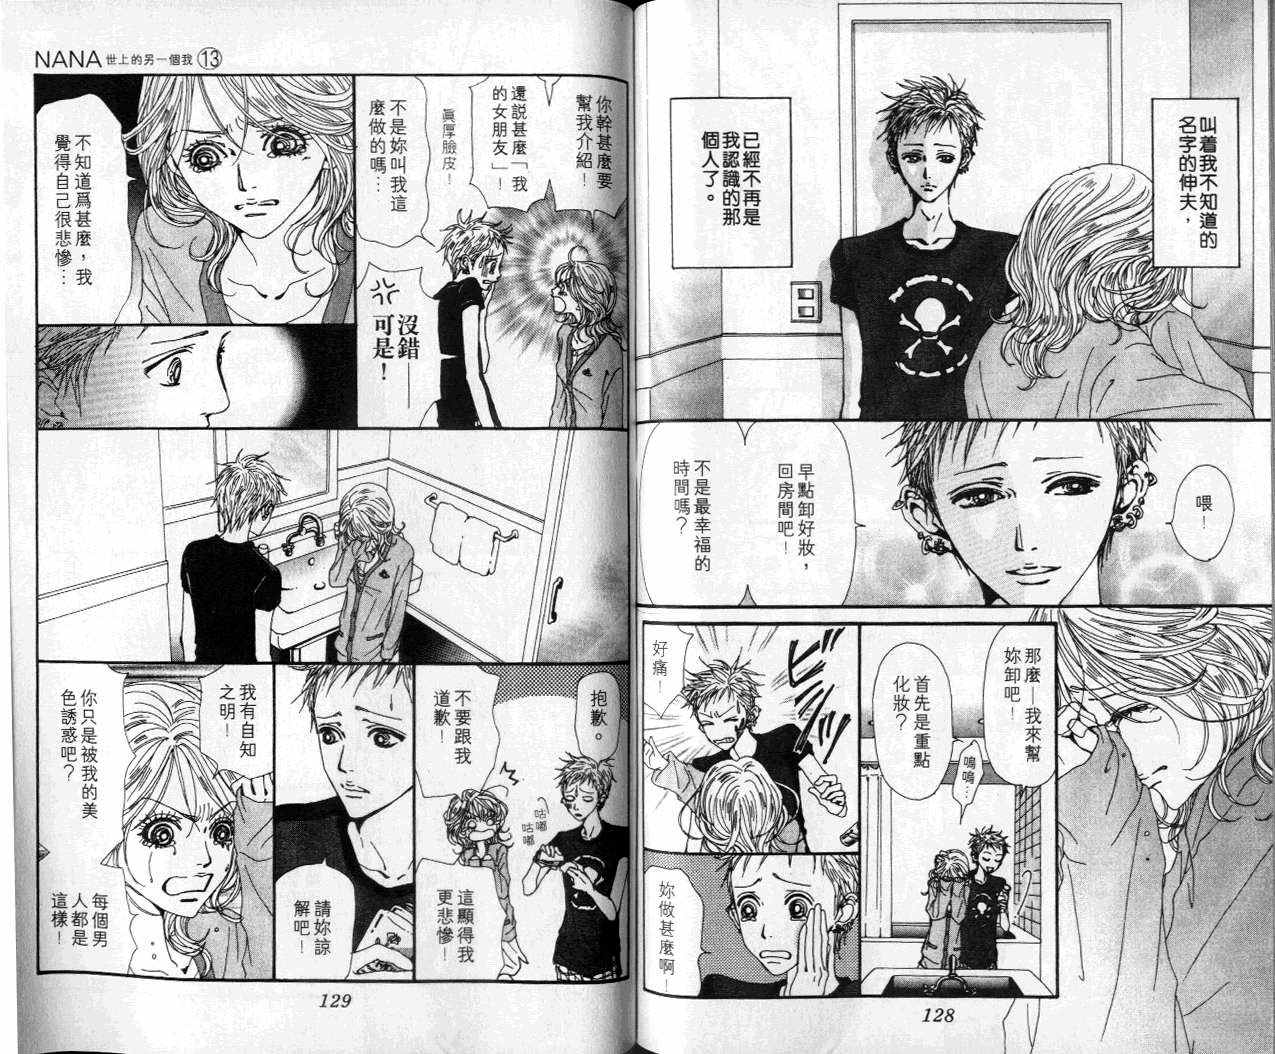 叫着我不知道的
名字的伸夫，
已經不再是
我認識的那
個人了。
喂！
早點卸好妝，
回房間吧！
不是最幸福的
時間嗎？
那麼—我來幫
妳卸吧！
首先是重點
化妝？
嗚嗚…
ビッ
好痛！
妳做甚麼啊！
128
NANA 世上的另一個我 13
你幹甚麼要
幫我介紹！
還説甚麼「我
的女朋友」！
眞厚臉皮！
不是妳叫我這
麼做的嗎…
沒錯——
可是！
不知道爲甚麼，我
覺得自己很悲慘…
抱歉。
咕嘟
咕嘟
不要跟我
道歉！
這顯得我
更悲慘！
請妳諒
解吧！
我有自知
之明！
你只是被我的美
色誘惑吧？
每個男
人都是
這樣！
129